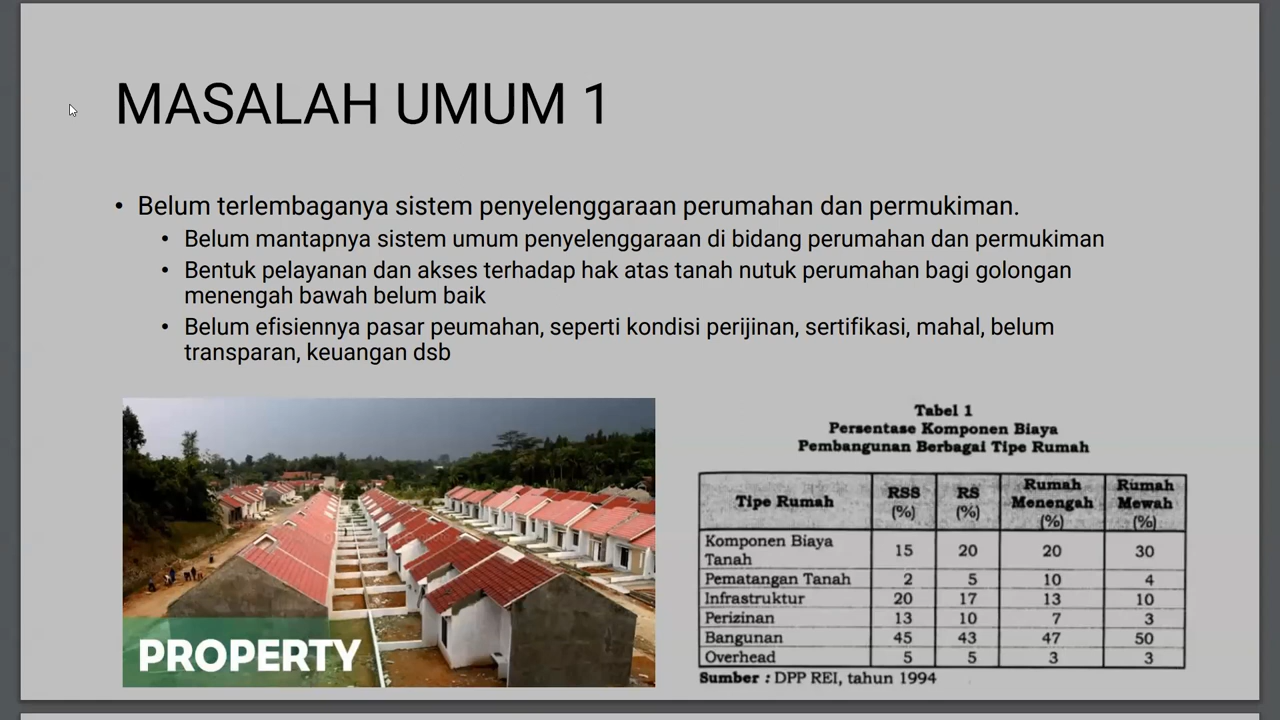 MASALAH UMUM 1
• Belum terlembaganya sistem penyelenggaraan perumahan dan permukiman.
• Belum mantapnya sistem umum penyelenggaraan di bidang perumahan dan permukiman
• Bentuk pelayanan dan akses terhadap hak atas tanah nutuk perumahan bagi golongan
menengah bawah belum baik
• Belum efisiennya pasar peumahan, seperti kondisi perijinan, sertifikasi, mahal, belum
transparan, keuangan dsb
PROPERTY
Tabel 1
Persentase Komponen Biaya
Pembangunan Berbagai Tipe Rumah
Tipe Rumah RSS (%) RS (%) Rumah Menengah (%) Rumah Mewah (%)
Komponen Biaya Tanah 15 20 20 30
Pematangan Tanah 2 5 10 4
Infrastruktur 20 17 13 10
Perizinan 13 10 7 3
Bangunan 45 43 47 50
Overhead 5 5 3 3
Sumber : DPP REI, tahun 1994